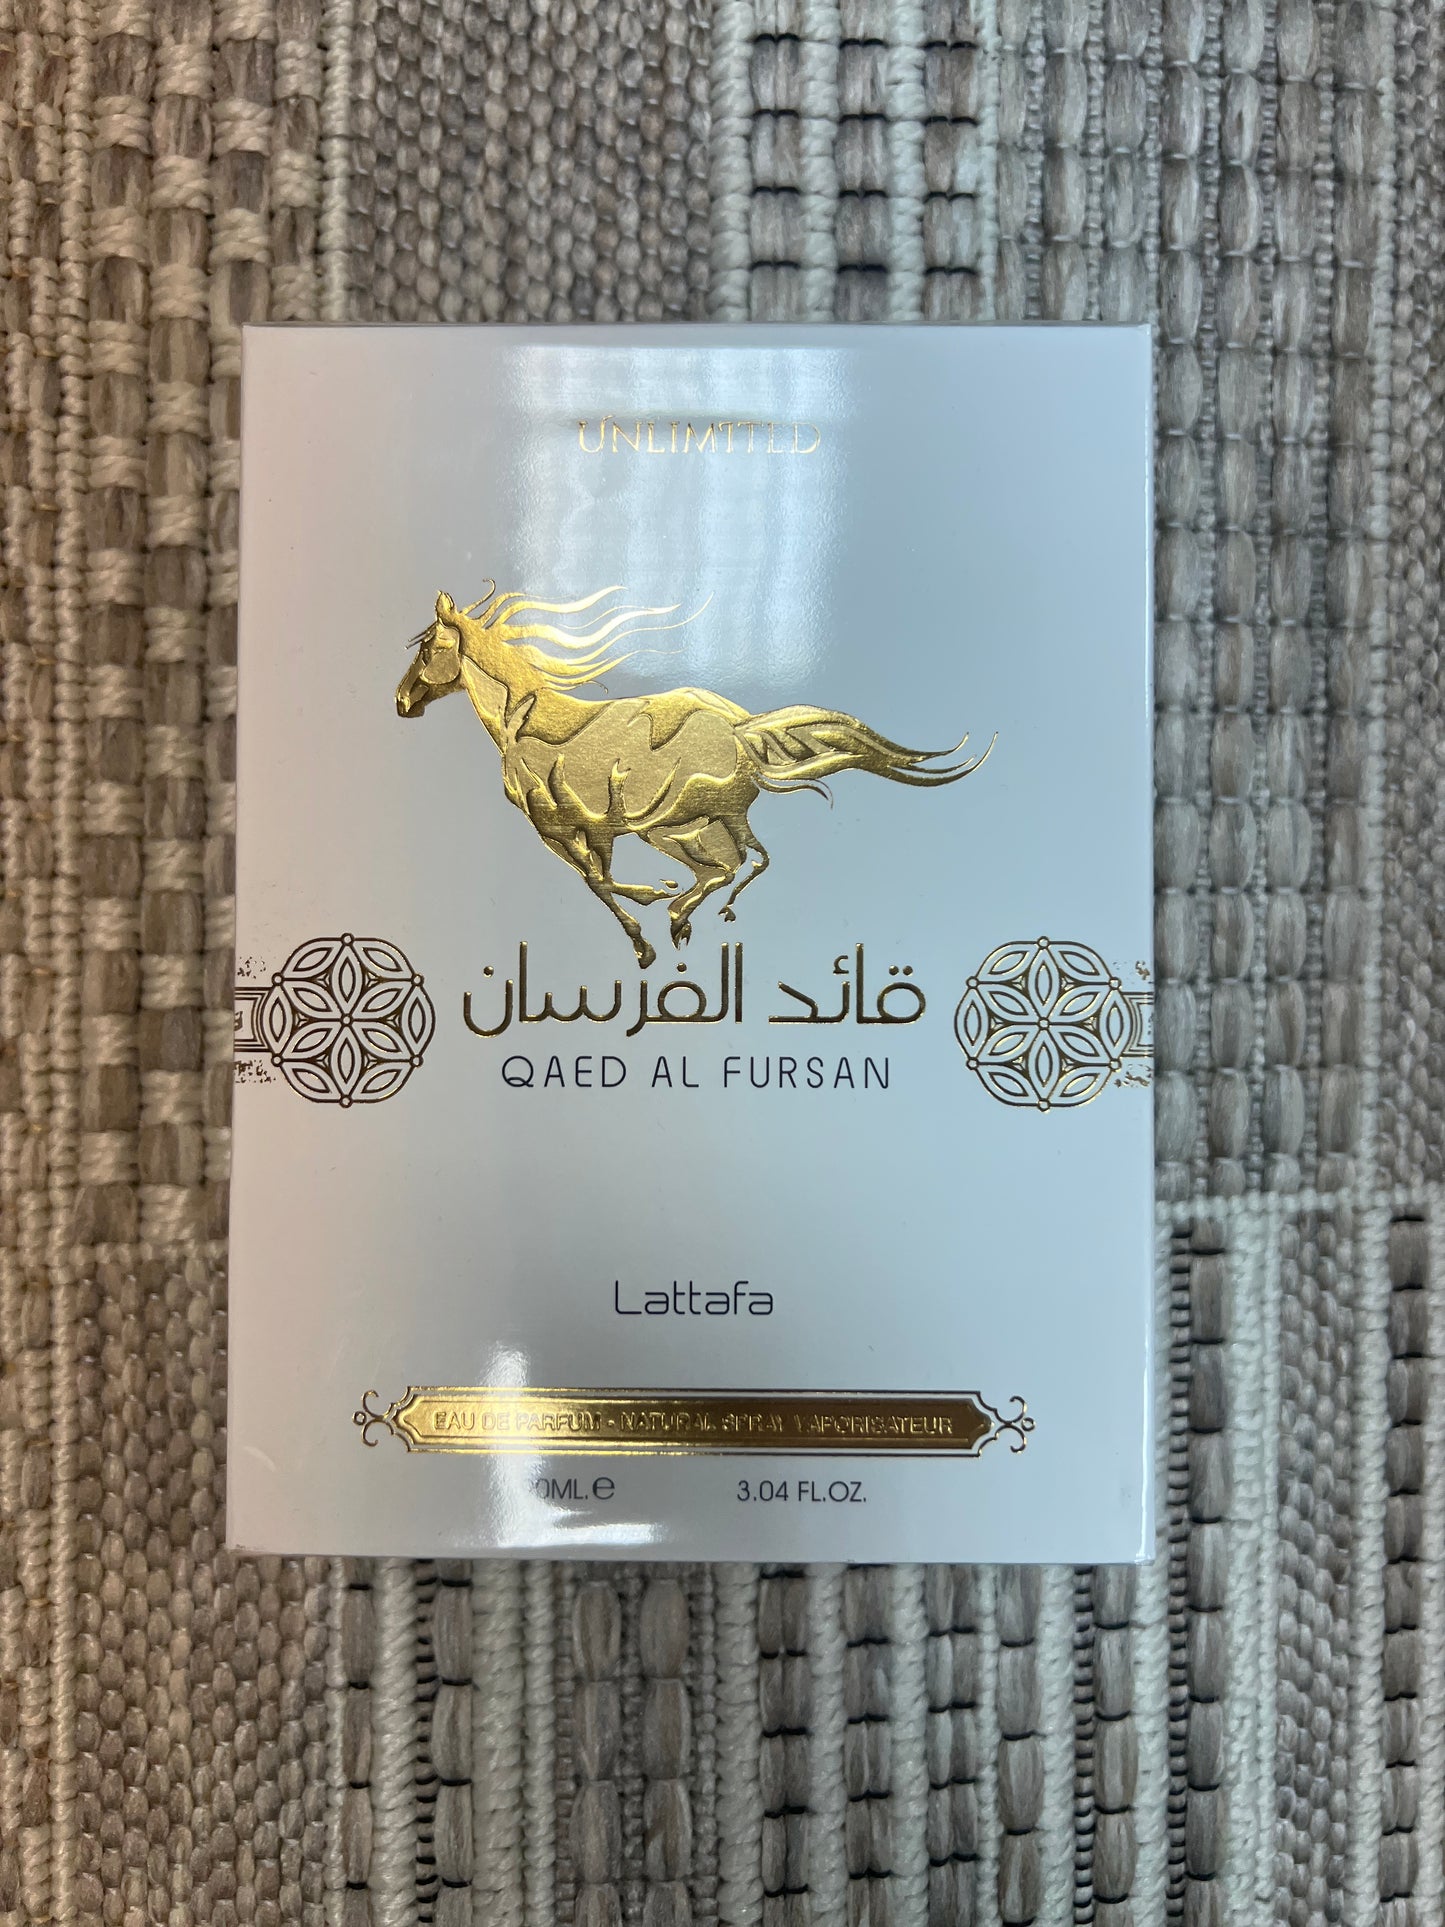 UNLIMITED
قائد الفرسان
QAED AL FURSAN
Lattafa
EAU DE PARFUM - NATURAL SPRAY VAPORISATEUR
3.04 FL.OZ.